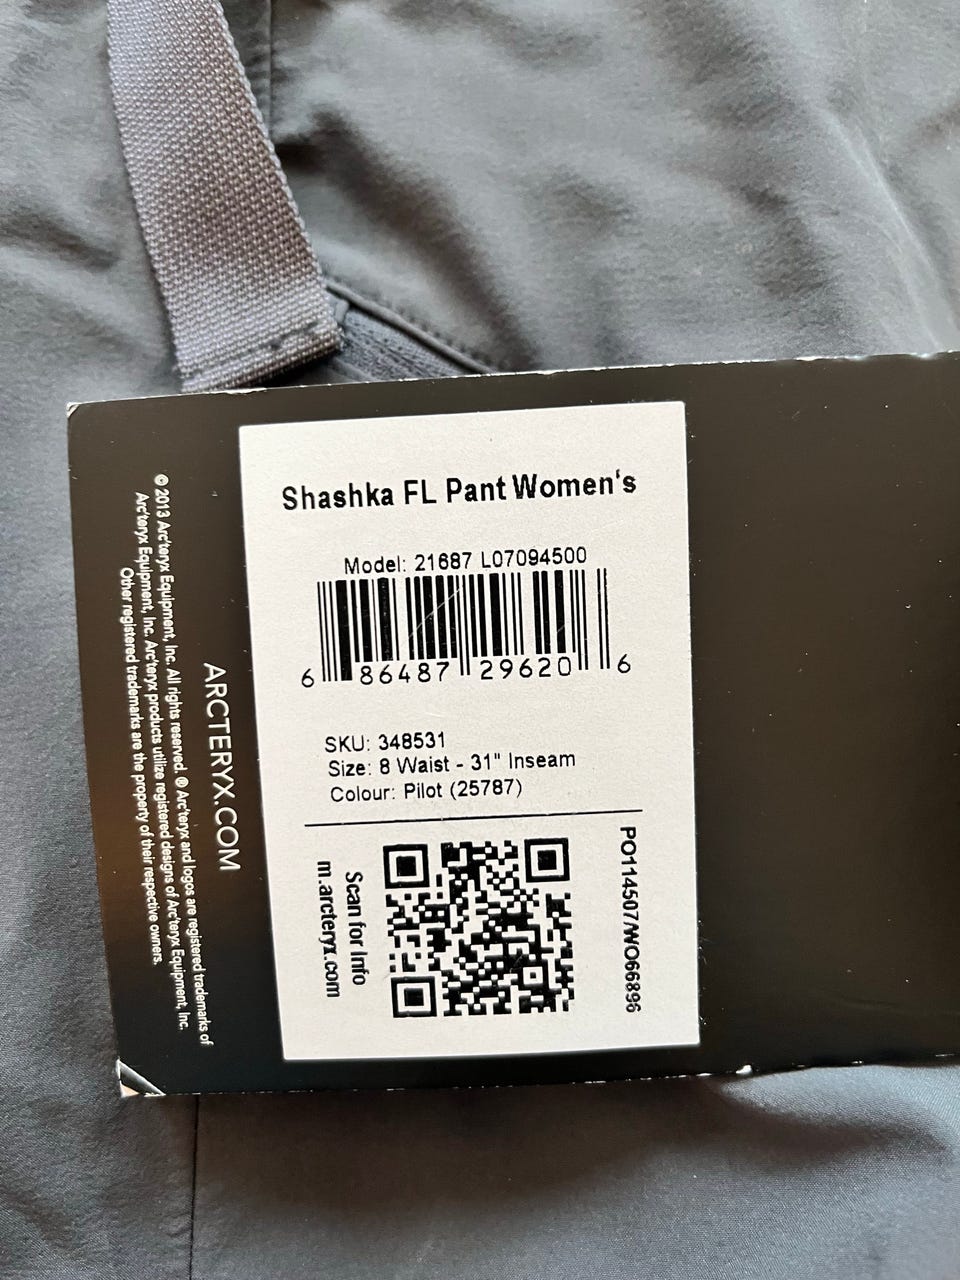 Shashka FL Pant Women's
Model: 21687 L07094500
6 86487 29620 6
SKU: 348531
Size: 8 Waist - 31" Inseam
Colour: Pilot (25787)
PO114507/WO66896
Scan for Info
m.arcteryx.com
ARCTERYX.COM
© 2013 Arc'teryx Equipment, Inc. All rights reserved. ® Arc'teryx and logos are registered trademarks of
Arc'teryx Equipment, Inc. Arc'teryx products utilize registered designs of Arc'teryx Equipment, Inc.
Other registered trademarks are the property of their respective owners.